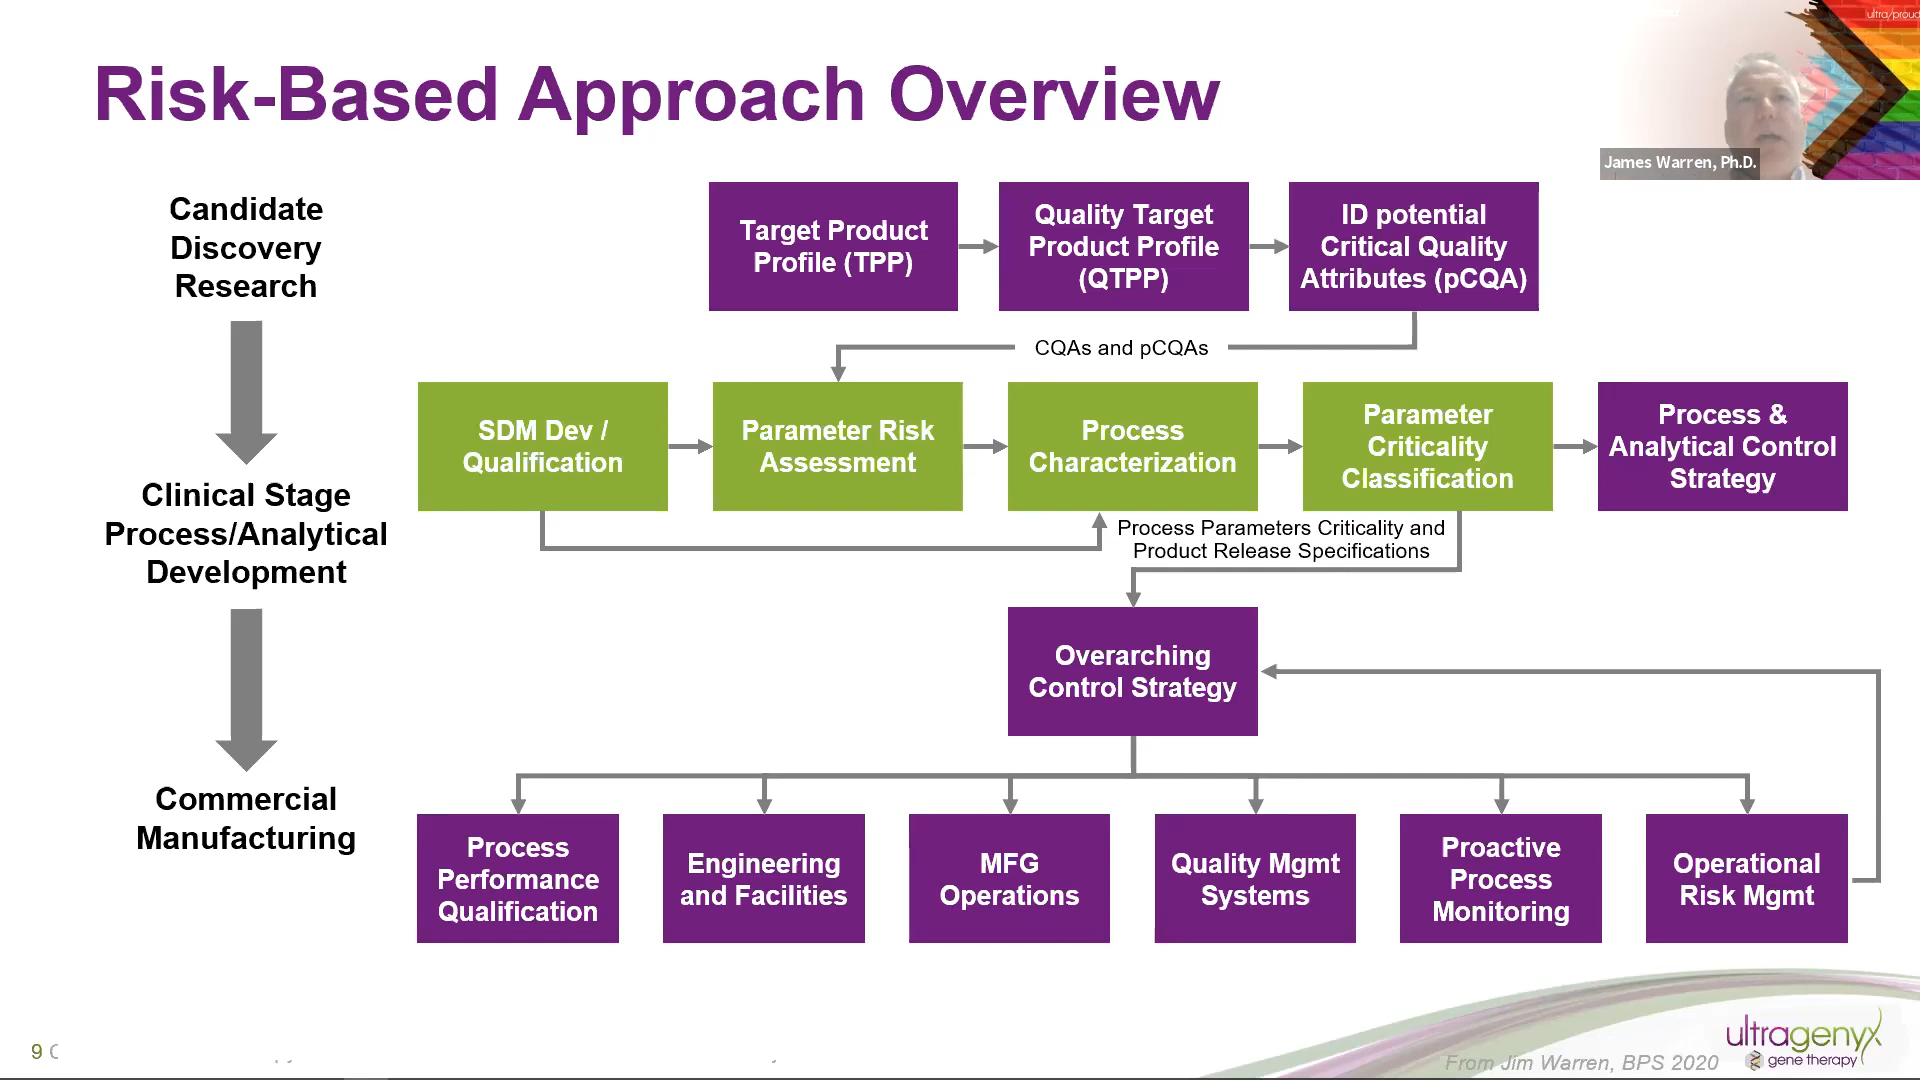 Risk-Based Approach Overview
ultra/proud
James Warren, Ph.D.
Candidate
Discovery
Research
Target Product
Profile (TPP)
Quality Target
Product Profile
(QTPP)
ID potential
Critical Quality
Attributes (pCQA)
CQAs and pCQAs
Clinical Stage
Process/Analytical
Development
SDM Dev /
Qualification
Parameter Risk
Assessment
Process
Characterization
Parameter
Criticality
Classification
Process &
Analytical Control
Strategy
Process Parameters Criticality and
Product Release Specifications
Overarching
Control Strategy
Commercial
Manufacturing
Process
Performance
Qualification
Engineering
and Facilities
MFG
Operations
Quality Mgmt
Systems
Proactive
Process
Monitoring
Operational
Risk Mgmt
9
From Jim Warren, BPS 2020
ultragenyx
gene therapy